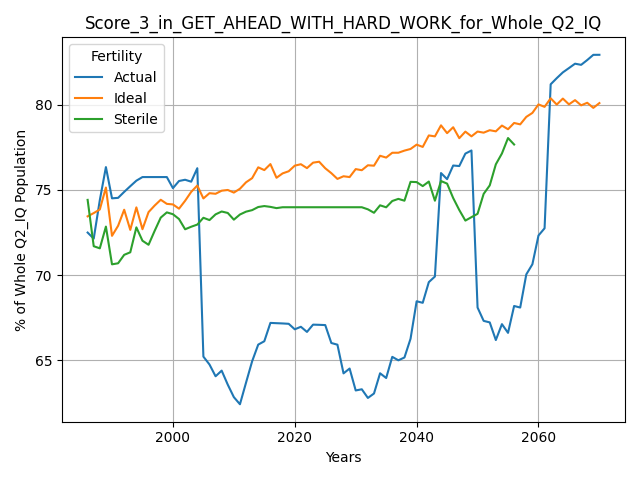 Score_3_in_GET_AHEAD_WITH_HARD_WORK_for_Whole_Q2_IQ
Fertility
Actual
Ideal
Sterile
% of Whole Q2_IQ Population
80
75
70
65
2000
2020
2040
2060
Years